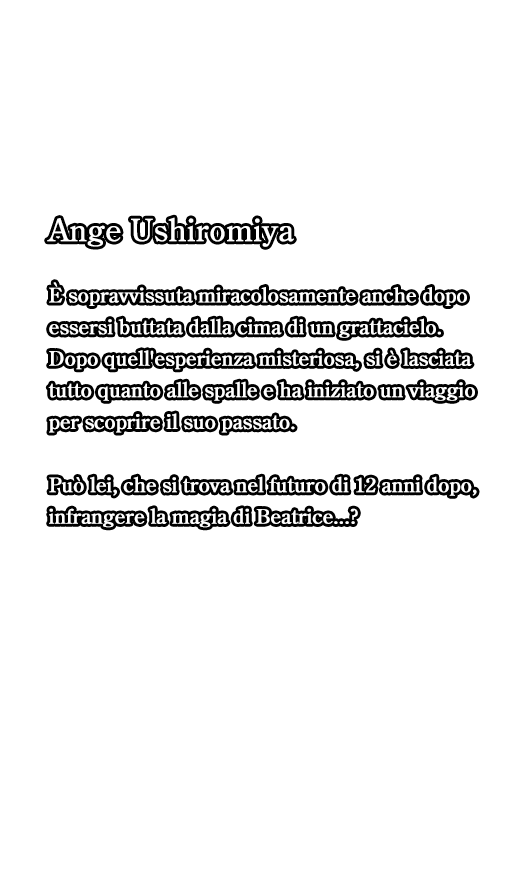 Ange Ushiromiya
È sopravvissuta miracolosamente anche dopo
essersi buttata dalla cima di un grattacielo.
Dopo quell'esperienza misteriosa, si è lasciata
tutto quanto alle spalle e ha iniziato un viaggio
per scoprire il suo passato.
Può lei, che si trova nel futuro di 12 anni dopo,
infrangere la magia di Beatrice...?